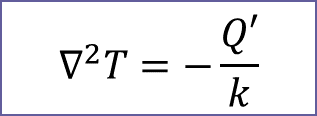 ∇²T = −Q′/k